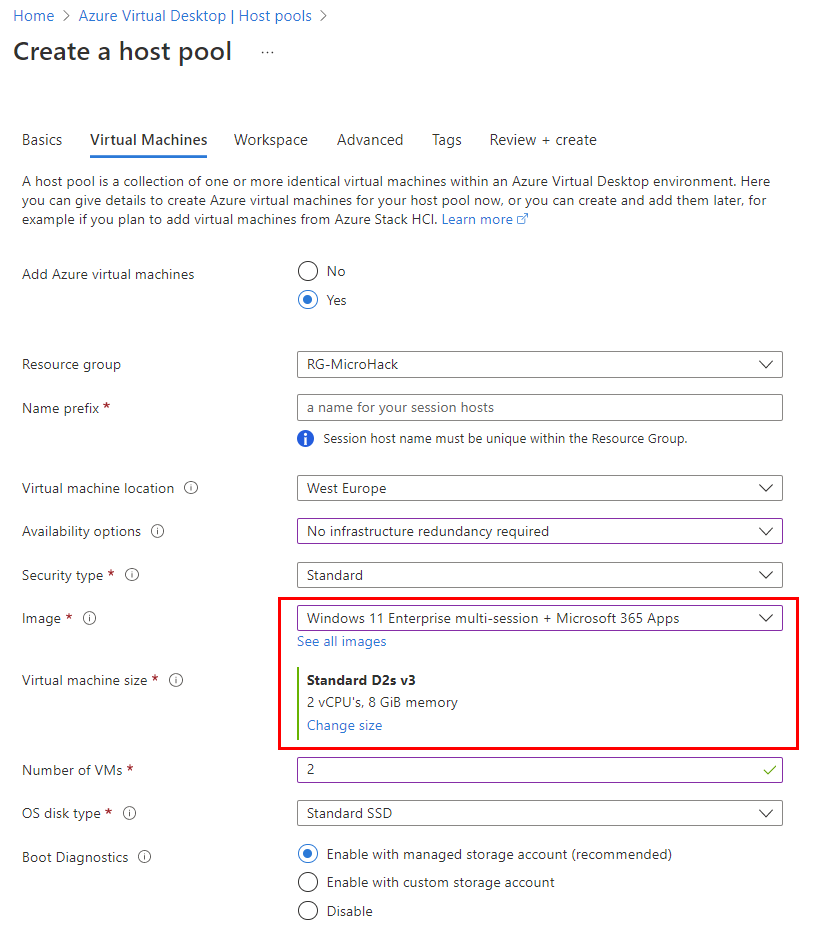 Home > Azure Virtual Desktop | Host pools >
Create a host pool ...
Basics Virtual Machines Workspace Advanced Tags Review + create
A host pool is a collection of one or more identical virtual machines within an Azure Virtual Desktop environment. Here
you can give details to create Azure virtual machines for your host pool now, or you can create and add them later, for
example if you plan to add virtual machines from Azure Stack HCI. Learn more
Add Azure virtual machines
No
Yes
Resource group
RG-MicroHack
Name prefix *
a name for your session hosts
Session host name must be unique within the Resource Group.
Virtual machine location
West Europe
Availability options
No infrastructure redundancy required
Security type *
Standard
Image *
Windows 11 Enterprise multi-session + Microsoft 365 Apps
See all images
Virtual machine size *
Standard D2s v3
2 vCPU's, 8 GiB memory
Change size
Number of VMs *
2
OS disk type *
Standard SSD
Boot Diagnostics
Enable with managed storage account (recommended)
Enable with custom storage account
Disable